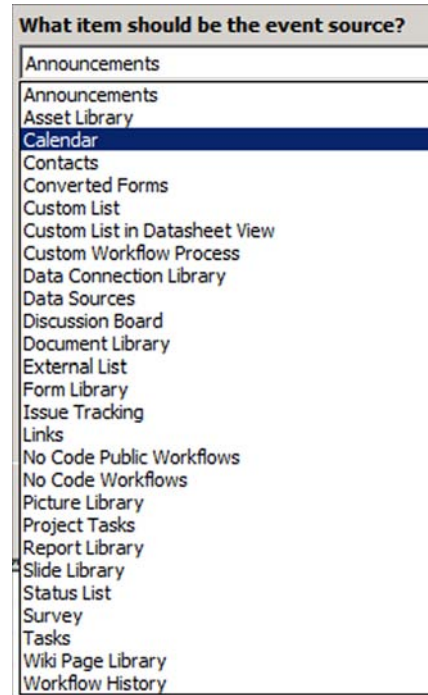 What item should be the event source?
Announcements
Announcements
Asset Library
Calendar
Contacts
Converted Forms
Custom List
Custom List in Datasheet View
Custom Workflow Process
Data Connection Library
Data Sources
Discussion Board
Document Library
External List
Form Library
Issue Tracking
Links
No Code Public Workflows
No Code Workflows
Picture Library
Project Tasks
Report Library
Slide Library
Status List
Survey
Tasks
Wiki Page Library
Workflow History